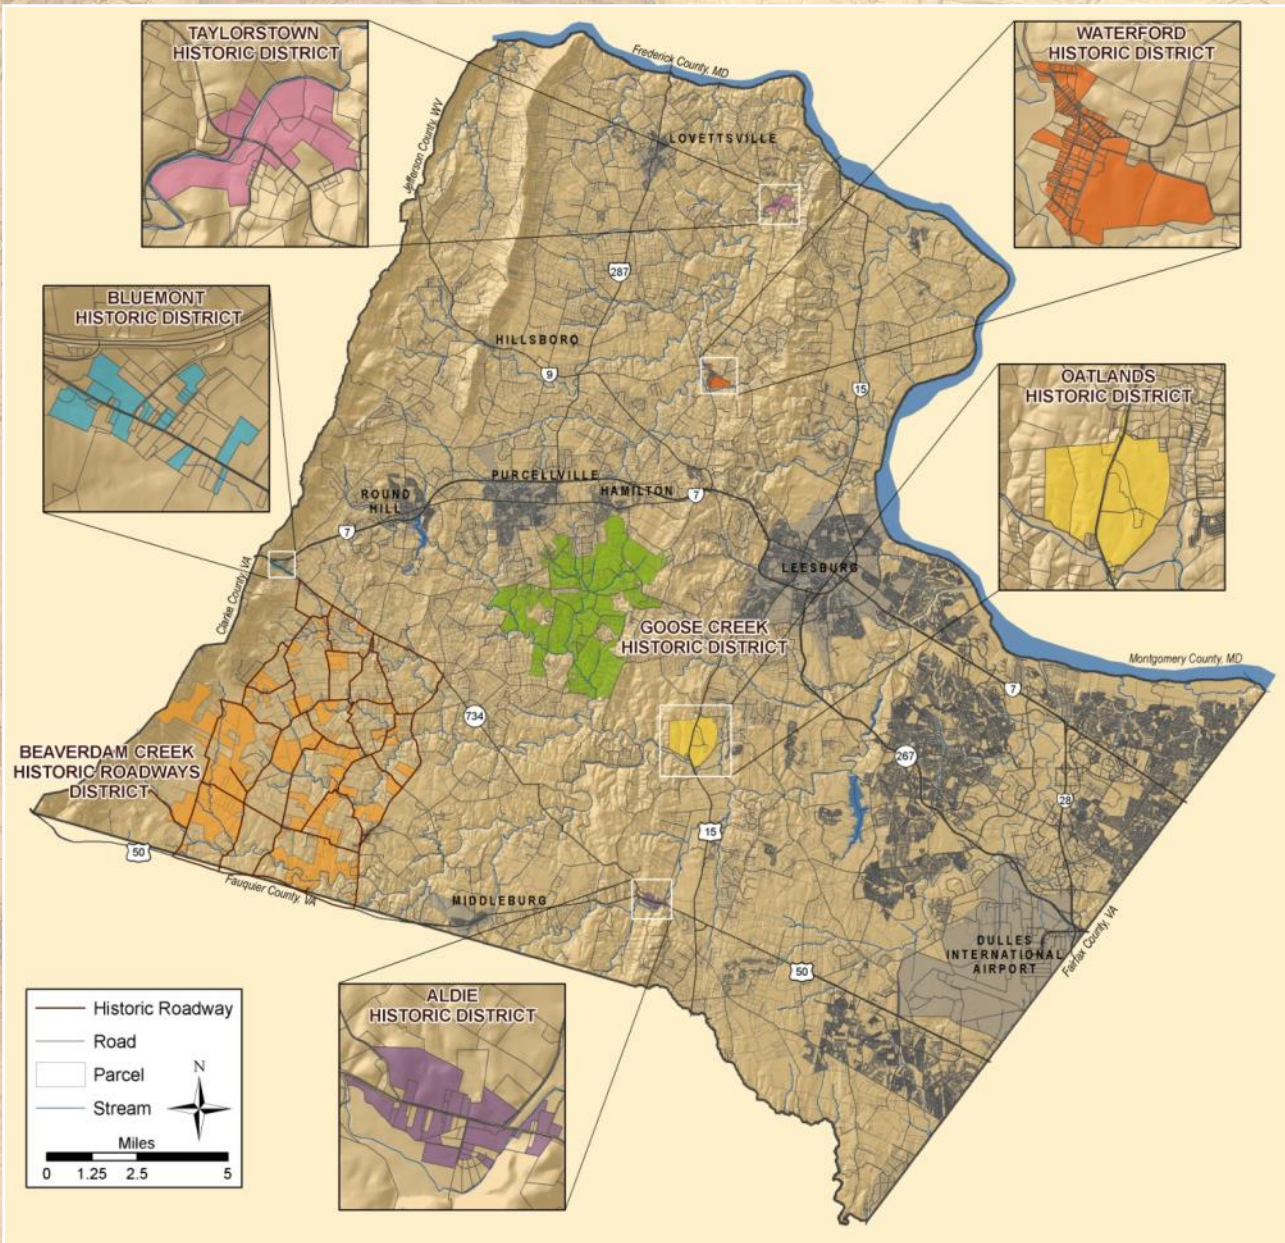 TAYLORSTOWN
HISTORIC DISTRICT
WATERFORD
HISTORIC DISTRICT
Frederick County, MD
Jefferson County, WV
LOVETTSVILLE
287
BLUEMONT
HISTORIC DISTRICT
HILLSBORO
9
15
OATLANDS
HISTORIC DISTRICT
PURCELLVILLE
ROUND
HILL
HAMILTON
7
7
LEESBURG
Clarke County, VA
GOOSE CREEK
HISTORIC DISTRICT
Montgomery County, MD
7
734
BEAVERDAM CREEK
HISTORIC ROADWAYS
DISTRICT
267
28
15
50
Fauquier County, VA
MIDDLEBURG
DULLES
INTERNATIONAL
AIRPORT
Fairfax County, VA
50
ALDIE
HISTORIC DISTRICT
Historic Roadway
Road
Parcel
Stream
N
Miles
0 1.25 2.5 5